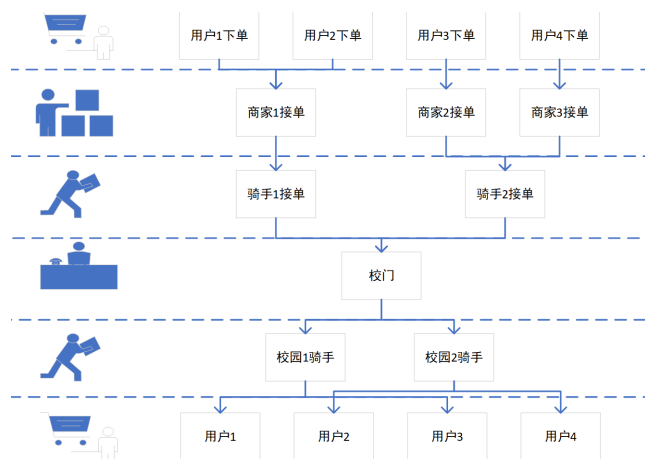 用户1下单
用户2下单
用户3下单
用户4下单
商家1接单
商家2接单
商家3接单
骑手1接单
骑手2接单
校门
校园1骑手
校园2骑手
用户1
用户2
用户3
用户4